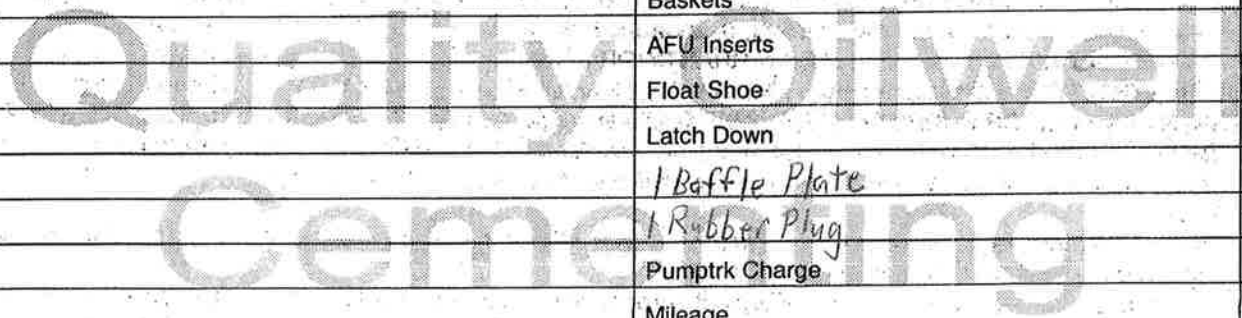 Baskets
AFU Inserts
Quality Oilwell
Float Shoe
Latch Down
1 Baffle Plate
1 Rubber Plug
Cementing
Pumptrk Charge
Mileage